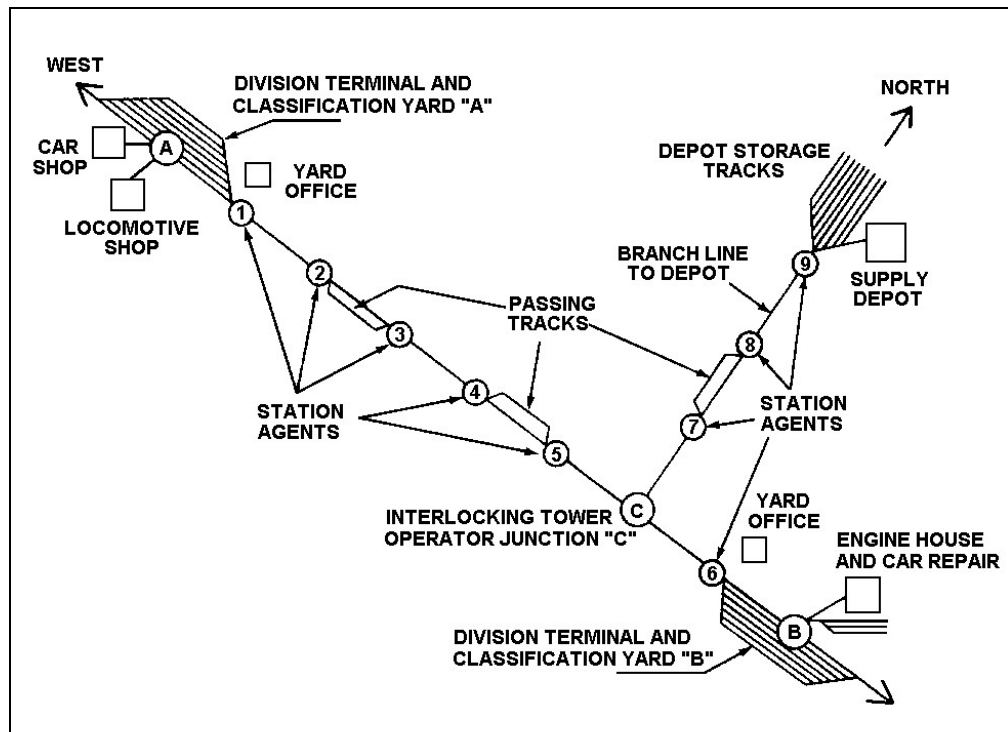 WEST
DIVISION TERMINAL AND
CLASSIFICATION YARD "A"
NORTH
CAR
SHOP
A
YARD
OFFICE
DEPOT STORAGE
TRACKS
LOCOMOTIVE
SHOP
1
2
BRANCH LINE
TO DEPOT
9
SUPPLY
DEPOT
PASSING
TRACKS
3
8
4
STATION
AGENTS
STATION
AGENTS
7
5
INTERLOCKING TOWER
OPERATOR JUNCTION "C"
C
YARD
OFFICE
ENGINE HOUSE
AND CAR REPAIR
6
B
DIVISION TERMINAL AND
CLASSIFICATION YARD "B"